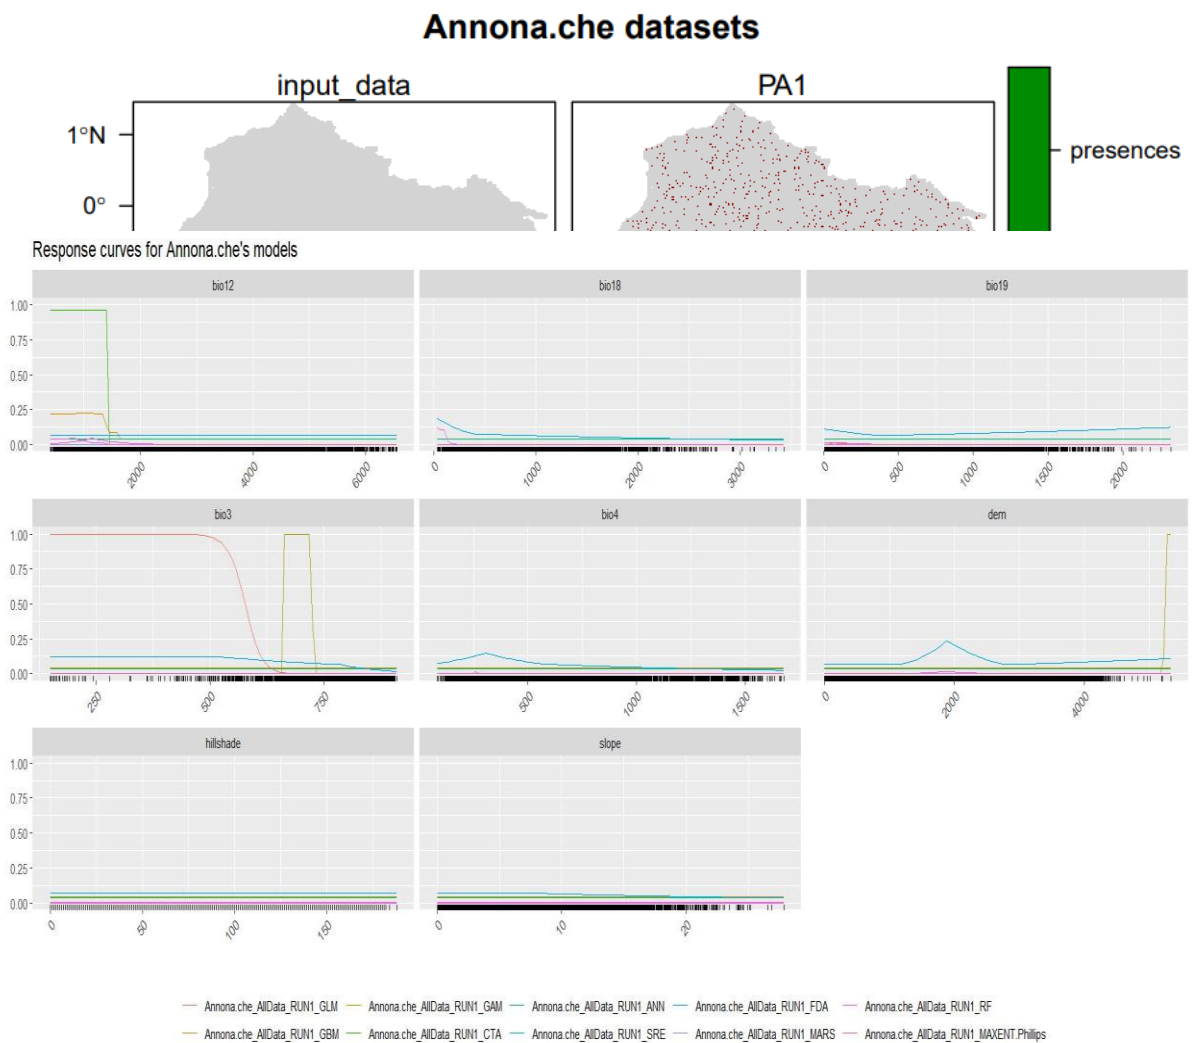 Annona.che datasets
input_data PA1
1°N
presences
0°
Response curves for Annona.che's models
bio12 bio18 bio19
1.00
0.75
0.50
0.25
0.00
2000 4000 6000 0 1000 2000 3000 0 500 1000 1500 2000
bio3 bio4 dem
1.00
0.75
0.50
0.25
0.00
250 500 750 500 1000 1500 0 2000 4000
hillshade slope
1.00
0.75
0.50
0.25
0.00
0 50 100 150 0 10 20
Annona.che_AllData_RUN1_GLM Annona.che_AllData_RUN1_GAM Annona.che_AllData_RUN1_ANN Annona.che_AllData_RUN1_FDA Annona.che_AllData_RUN1_RF
Annona.che_AllData_RUN1_GBM Annona.che_AllData_RUN1_CTA Annona.che_AllData_RUN1_SRE Annona.che_AllData_RUN1_MARS Annona.che_AllData_RUN1_MAXENT.Phillips